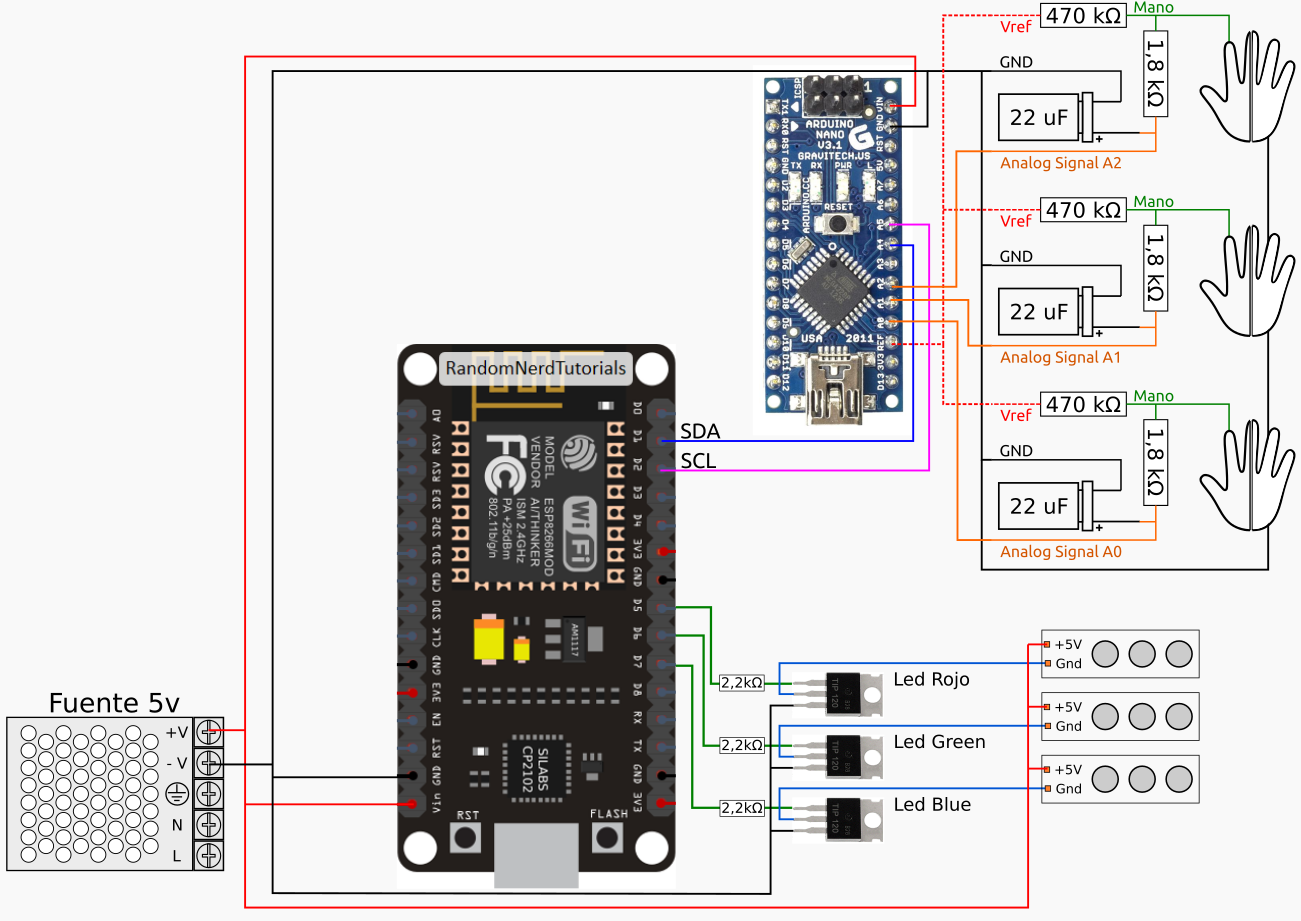 470 kΩ
Mano
Vref
GND
1,8 kΩ
22 uF
+
Analog Signal A2
470 kΩ
Mano
Vref
GND
1,8 kΩ
22 uF
+
Analog Signal A1
470 kΩ
Mano
Vref
GND
1,8 kΩ
22 uF
+
Analog Signal A0
ICSP
1
TX1
RX0
RST
GND
D2
D3
D4
D5
D6
D7
D8
D9
D10
D11
D12
VIN
GND
RST
5V
A7
A6
A5
A4
A3
A2
A1
A0
REF
3V3
D13
ARDUINO
NANO
V3.1
GRAVITECH.US
TX RX PWR L
ARDUINO.CC
RESET
USA 2011
RandomNerdTutorials
SDA
SCL
A0
RSV
RSV
SD3
SD2
SD1
CMD
SD0
CLK
GND
3V3
EN
RST
GND
Vin
D0
D1
D2
D3
D4
3V3
GND
D5
D6
D7
D8
RX
TX
GND
3V3
FC
MODEL
VENDOR
ESP8266MOD
AI/THINKER
ISM 2.4GHz
PA +25dBm
802.11b/g/n
Wi Fi
AM1117
SILABS
CP2102
RST
FLASH
Fuente 5v
+V
- V
N
L
2,2kΩ
TIP 120
Led Rojo
2,2kΩ
TIP 120
Led Green
2,2kΩ
TIP 120
Led Blue
+5V
Gnd
+5V
Gnd
+5V
Gnd